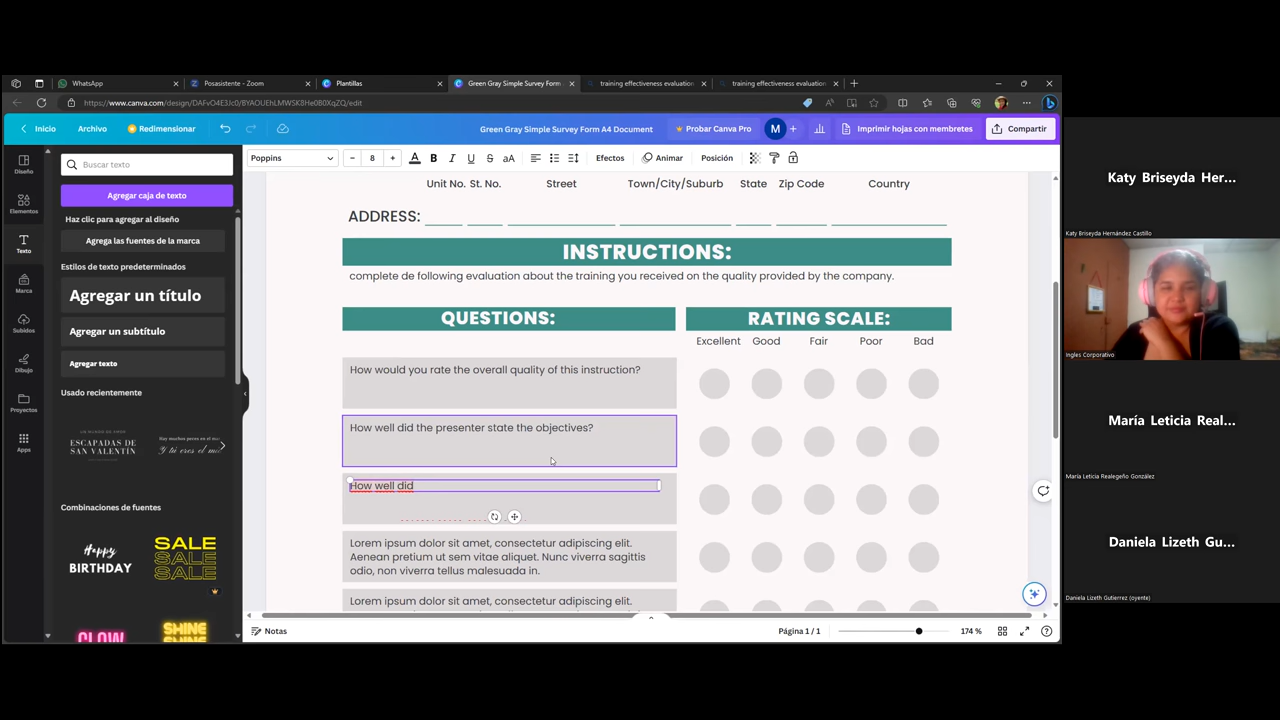 WhatsApp
Posasistente - Zoom
Plantillas
Green Gray Simple Survey Form
training effectiveness evaluation
training effectiveness evaluation
https://www.canva.com/design/DAFvO4E3Jc0/8YAOUEhLMWSK8He0B0XqZQ/edit
Inicio
Archivo
Redimensionar
Green Gray Simple Survey Form A4 Document
Probar Canva Pro
M
Imprimir hojas con membretes
Compartir
Diseño
Elementos
Texto
Marca
Subidos
Dibujo
Proyectos
Apps
Buscar texto
Agregar caja de texto
Haz clic para agregar al diseño
Agrega las fuentes de la marca
Estilos de texto predeterminados
Agregar un título
Agregar un subtítulo
Agregar texto
Usado recientemente
ESCAPADAS DE
SAN VALENTÍN
Combinaciones de fuentes
Happy
BIRTHDAY
SALE
SALE
SALE
GLOW
SHINE
Poppins
8
A
B
I
U
S
aA
Efectos
Animar
Posición
Unit No. St. No. Street Town/City/Suburb State Zip Code Country
ADDRESS:
INSTRUCTIONS:
complete de following evaluation about the training you received on the quality provided by the company.
QUESTIONS:
RATING SCALE:
Excellent Good Fair Poor Bad
How would you rate the overall quality of this instruction?
How well did the presenter state the objectives?
How well did
Lorem ipsum dolor sit amet, consectetur adipiscing elit.
Aenean pretium ut sem vitae aliquet. Nunc viverra sagittis
odio, non viverra tellus malesuada in.
Lorem ipsum dolor sit amet, consectetur adipiscing elit.
Notas
Página 1 / 1
174 %
Katy Briseyda Her...
Katy Briseyda Hernández Castillo
Ingles Corporativo
María Leticia Real...
María Leticia Realegeño González
Daniela Lizeth Gu...
Daniela Lizeth Gutierrez (oyente)